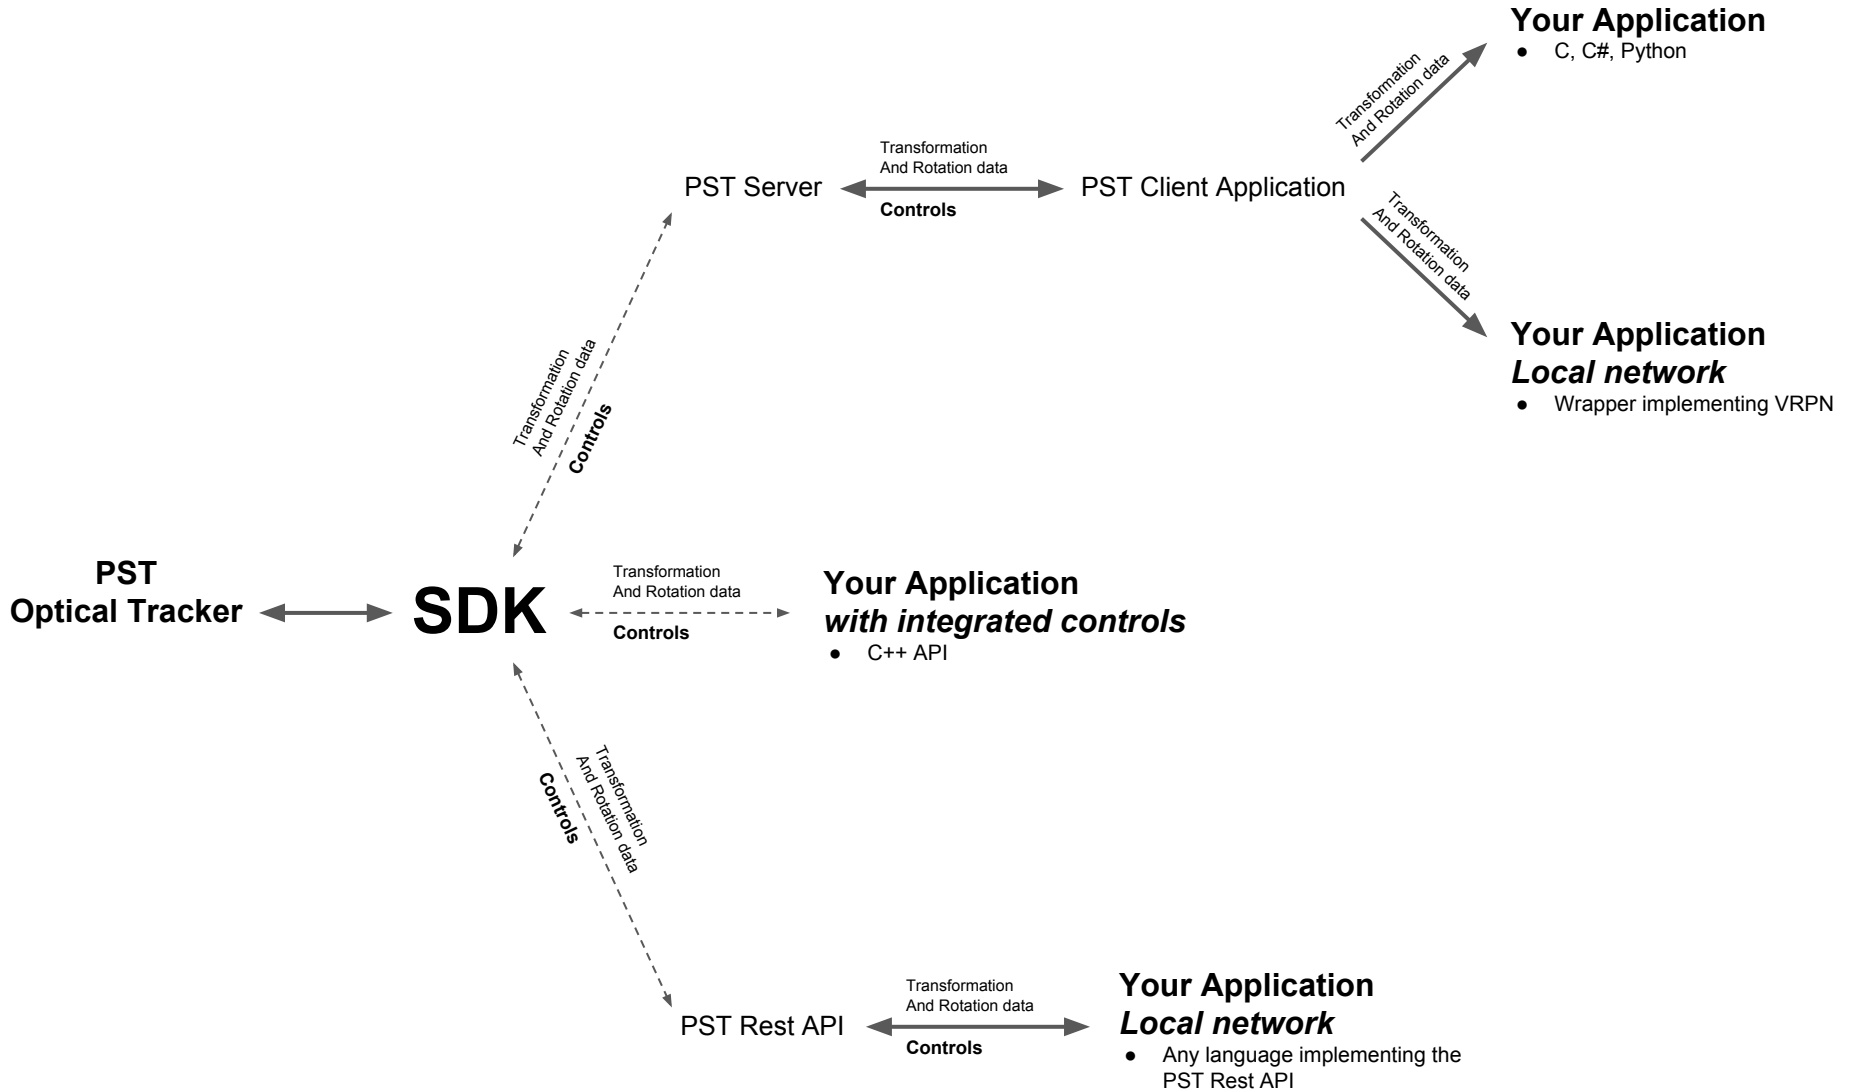 Your Application
● C, C#, Python
Transformation
And Rotation data
Transformation
And Rotation data
PST Server
Controls
PST Client Application
Transformation
And Rotation data
Your Application
Local network
● Wrapper implementing VRPN
Transformation
And Rotation data
Controls
PST
Optical Tracker
SDK
Transformation
And Rotation data
Controls
Your Application
with integrated controls
● C++ API
Transformation
And Rotation data
Controls
PST Rest API
Transformation
And Rotation data
Controls
Your Application
Local network
● Any language implementing the
PST Rest API